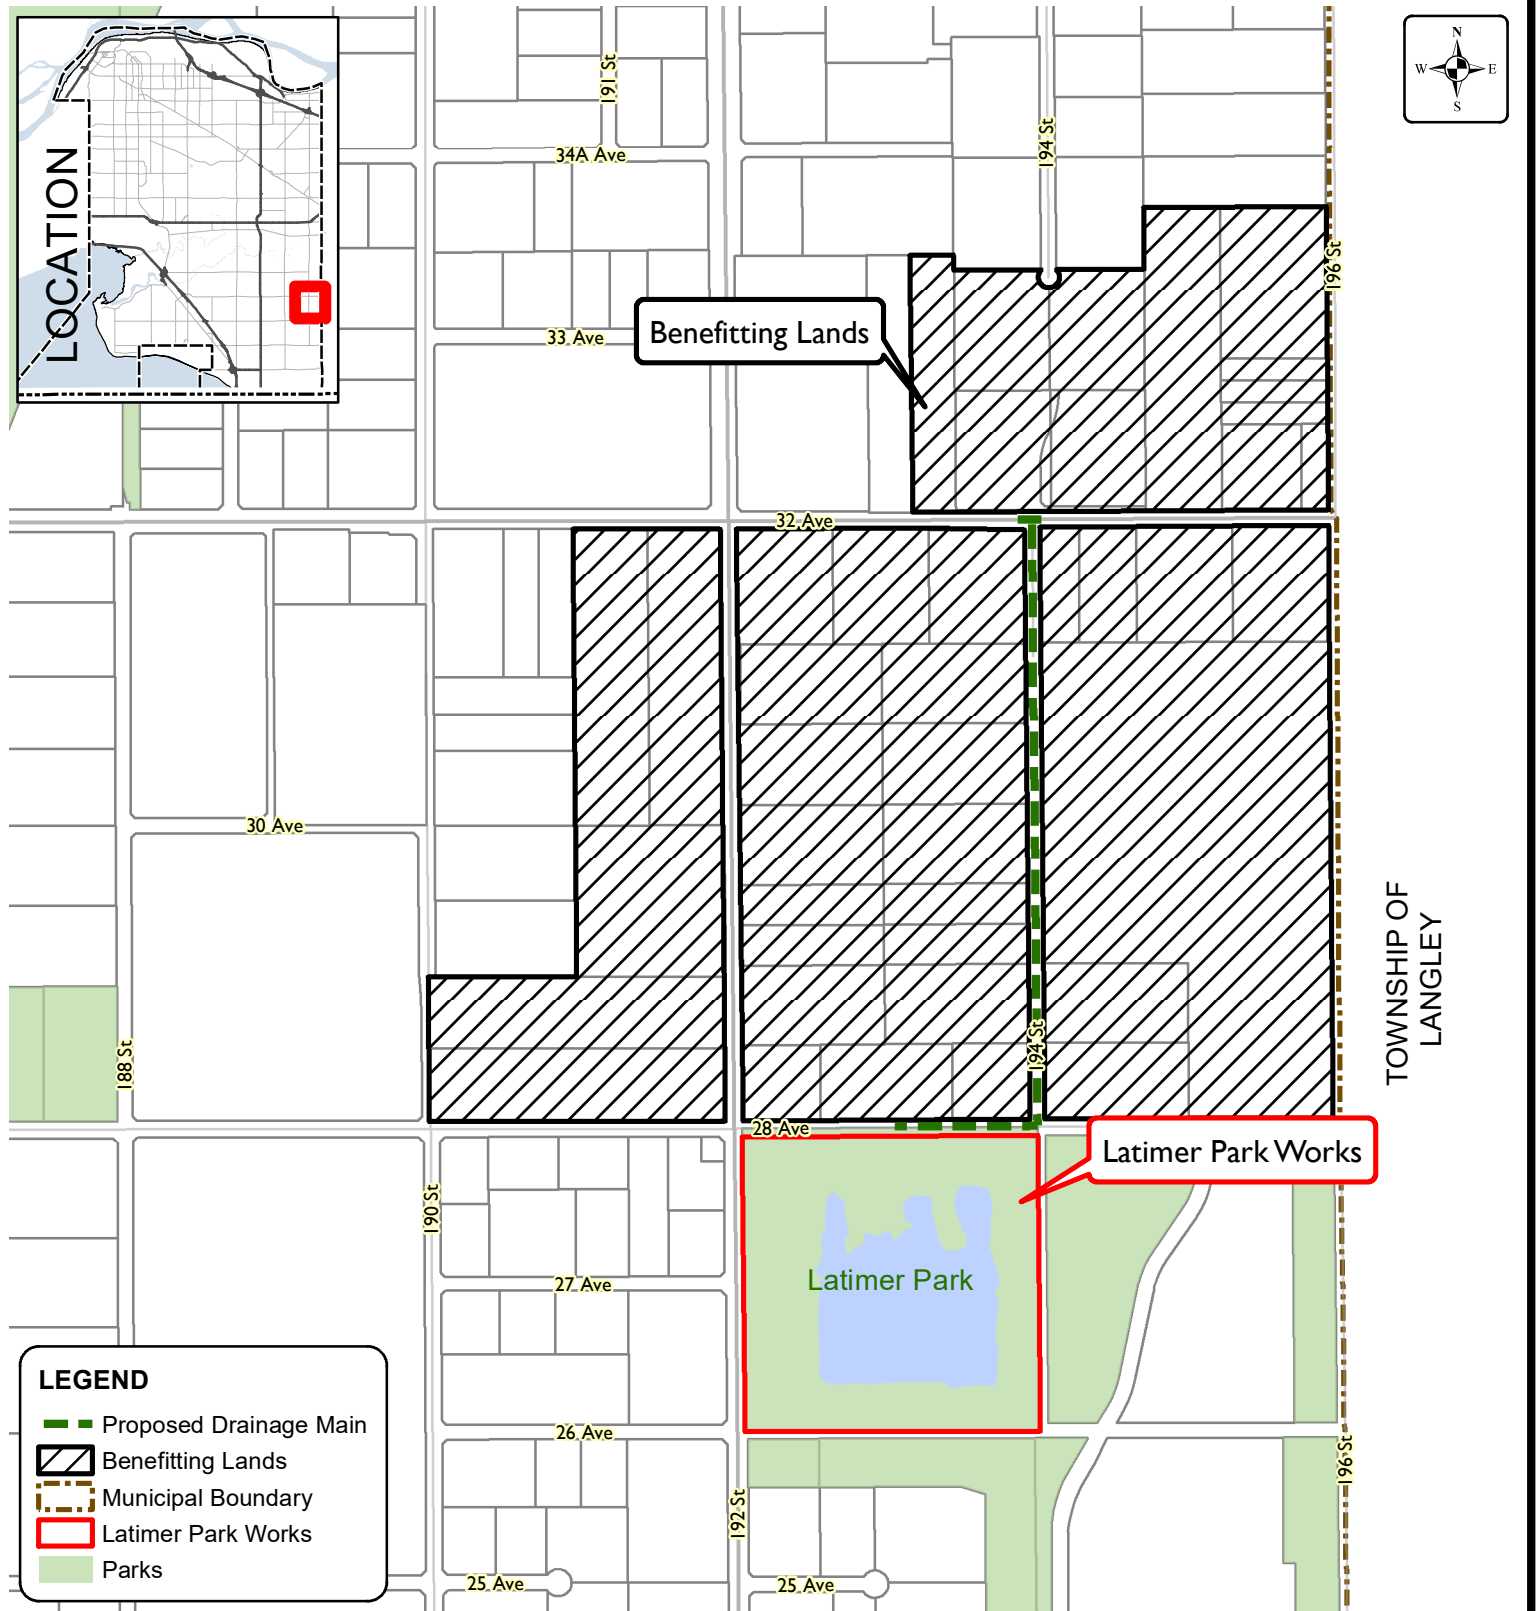 LOCATION
N
W
E
S
191 St
34A Ave
194 St
196 St
33 Ave
Benefitting Lands
32 Ave
30 Ave
TOWNSHIP OF
LANGLEY
188 St
194 St
28 Ave
Latimer Park Works
190 St
Latimer Park
27 Ave
26 Ave
196 St
192 St
25 Ave
25 Ave
LEGEND
Proposed Drainage Main
Benefitting Lands
Municipal Boundary
Latimer Park Works
Parks